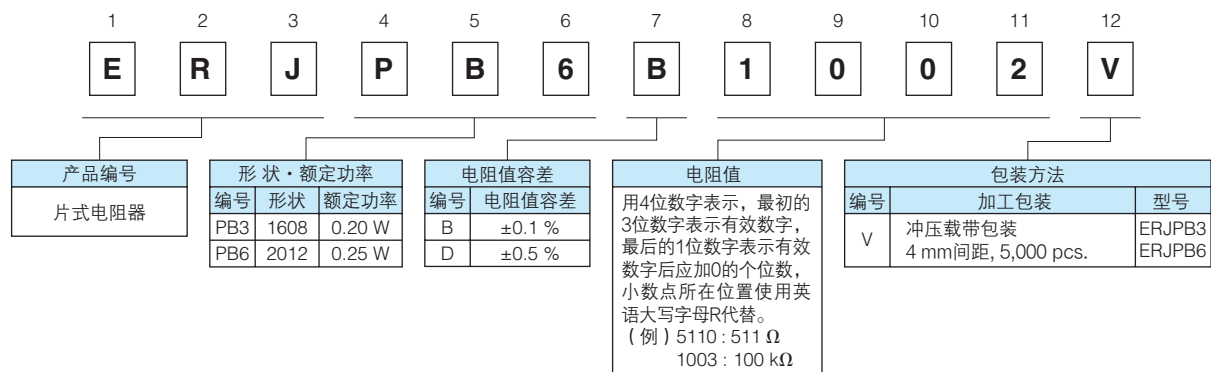 1 2 3 4 5 6 7 8 9 10 11 12
E R J P B 6 B 1 0 0 2 V
产品编号
片式电阻器
形 状・额定功率
编号 形状 额定功率
PB3 1608 0.20 W
PB6 2012 0.25 W
电阻值容差
编号 电阻值容差
B ±0.1 %
D ±0.5 %
电阻值
用4位数字表示，最初的
3位数字表示有效数字，
最后的1位数字表示有效
数字后应加0的个位数，
小数点所在位置使用英
语大写字母R代替。
（例）5110 : 511 Ω
1003 : 100 kΩ
包装方法
编号 加工包装 型号
V 冲压载带包装 ERJPB3
4 mm间距, 5,000 pcs. ERJPB6